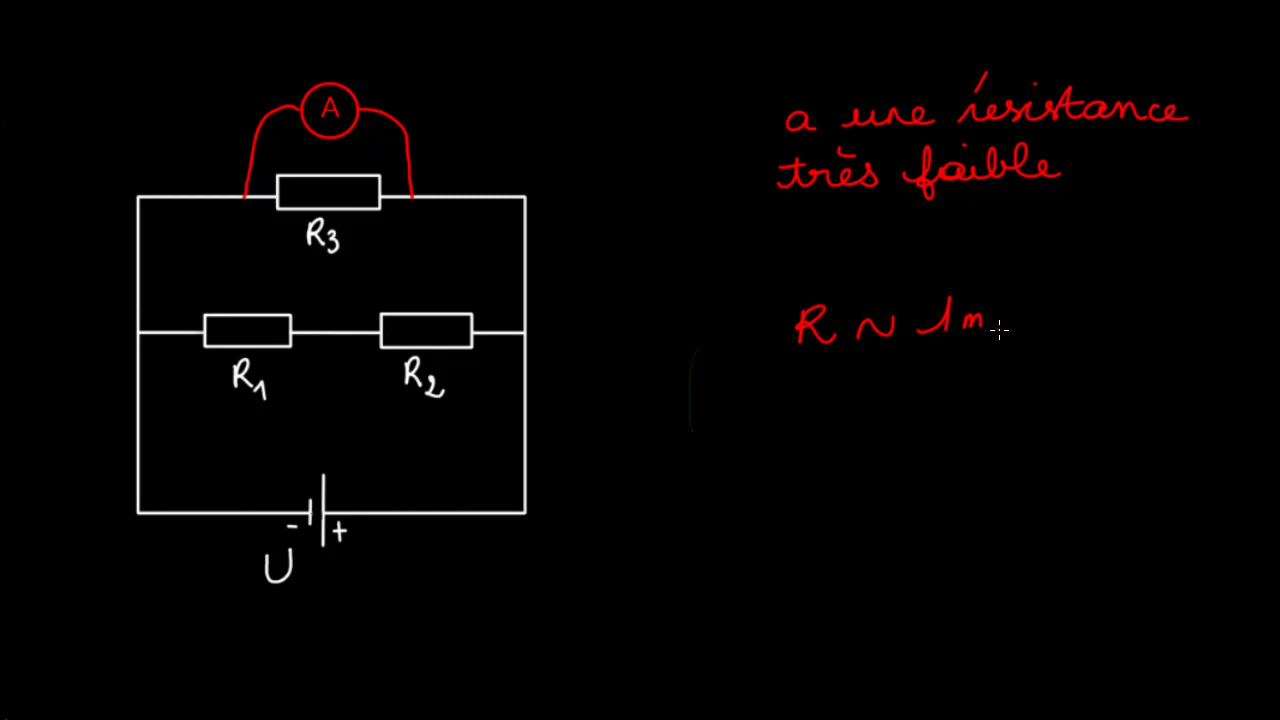 A
a une résistance
très faible
R3
R ~ 1m
R1
R2
- +
U